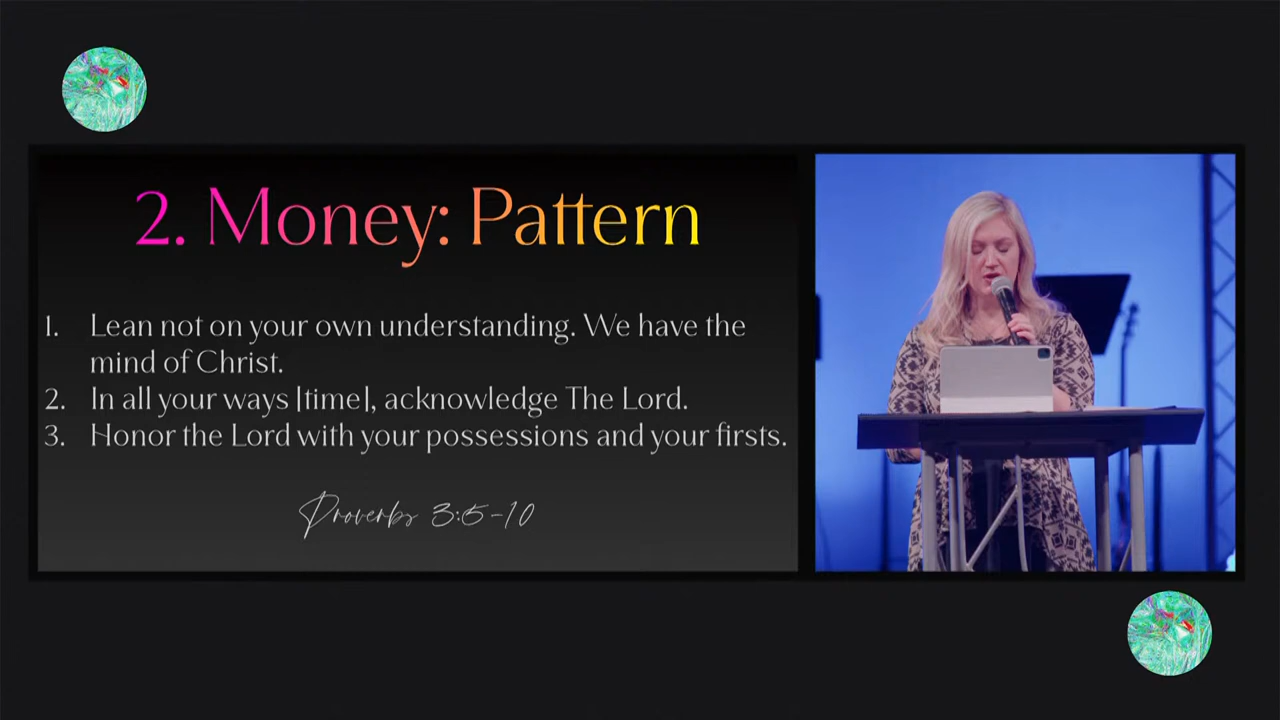 2. Money: Pattern
1. Lean not on your own understanding. We have the
mind of Christ.
2. In all your ways |time|, acknowledge The Lord.
3. Honor the Lord with your possessions and your firsts.
Proverbs 3:5-10